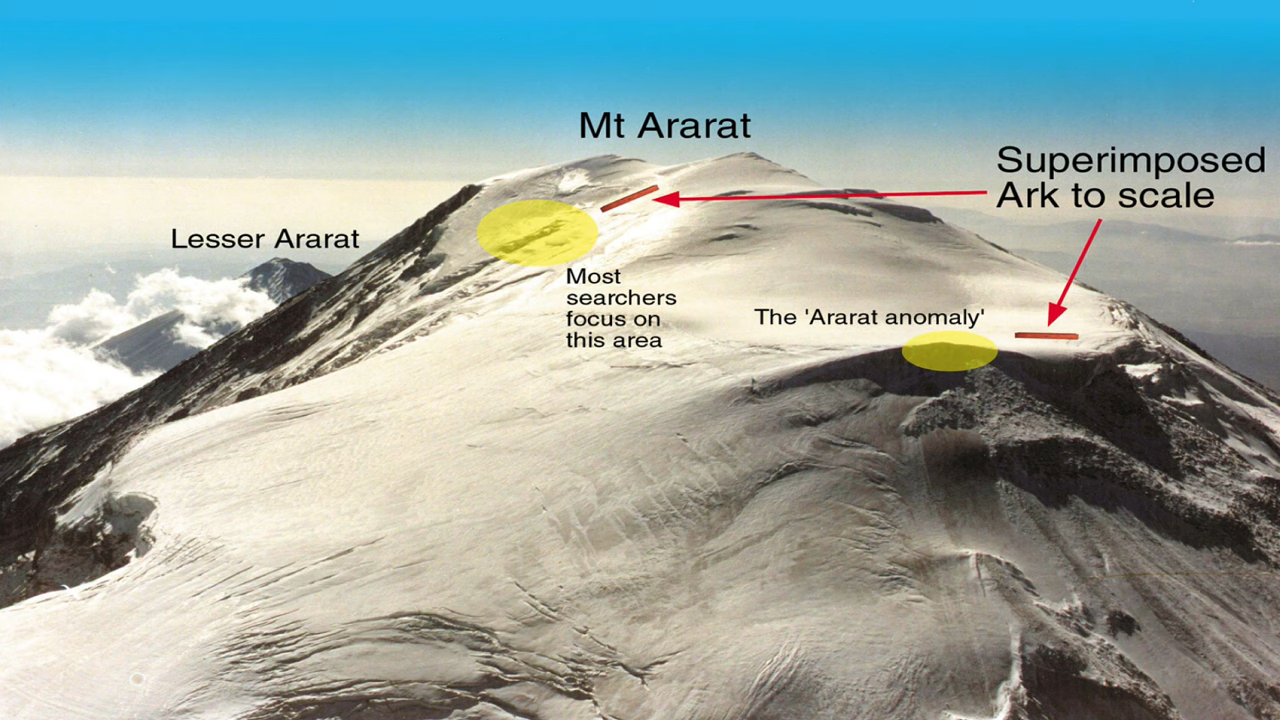 Mt Ararat
Superimposed
Ark to scale
Lesser Ararat
Most
searchers
focus on
this area
The 'Ararat anomaly'